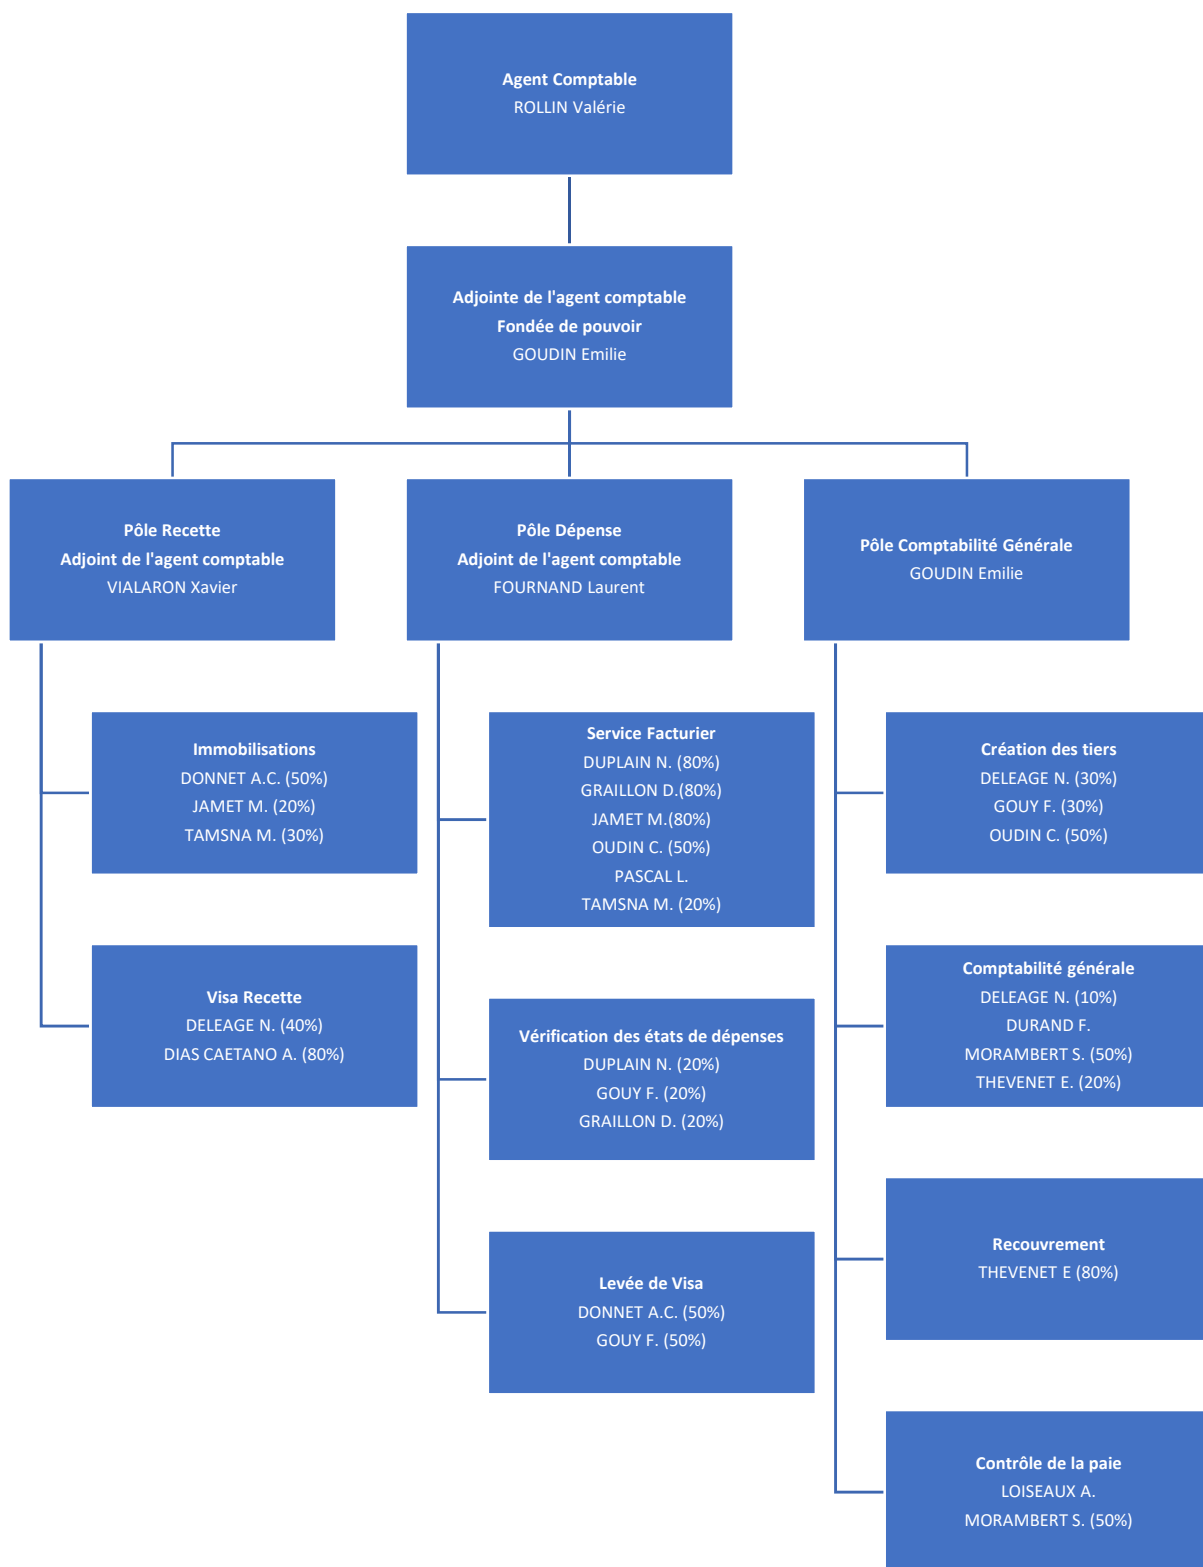 Agent Comptable
ROLLIN Valérie
Adjointe de l'agent comptable
Fondée de pouvoir
GOUDIN Emilie
Pôle Recette
Adjoint de l'agent comptable
VIALARON Xavier
Pôle Dépense
Adjoint de l'agent comptable
FOURNAND Laurent
Pôle Comptabilité Générale
GOUDIN Emilie
Immobilisations
DONNET A.C. (50%)
JAMET M. (20%)
TAMSNA M. (30%)
Visa Recette
DELEAGE N. (40%)
DIAS CAETANO A. (80%)
Service Facturier
DUPLAIN N. (80%)
GRAILLON D.(80%)
JAMET M.(80%)
OUDIN C. (50%)
PASCAL L.
TAMSNA M. (20%)
Vérification des états de dépenses
DUPLAIN N. (20%)
GOUY F. (20%)
GRAILLON D. (20%)
Levée de Visa
DONNET A.C. (50%)
GOUY F. (50%)
Création des tiers
DELEAGE N. (30%)
GOUY F. (30%)
OUDIN C. (50%)
Comptabilité générale
DELEAGE N. (10%)
DURAND F.
MORAMBERT S. (50%)
THEVENET E. (20%)
Recouvrement
THEVENET E (80%)
Contrôle de la paie
LOISEAUX A.
MORAMBERT S. (50%)